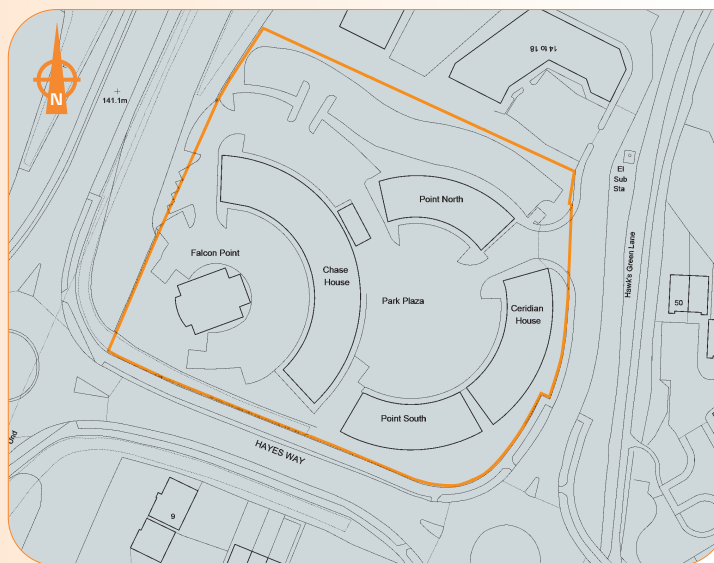 14 to 18
N
141.1m
El
Sub
Sta
Point North
Hawk's Green Lane
Falcon Point
Chase
House
Park Plaza
Ceridian
House
50
Point South
HAYES WAY
Und
9